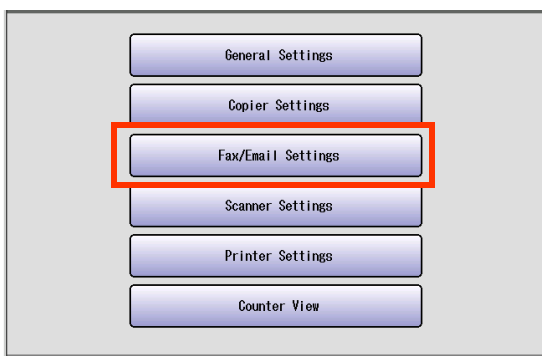 General Settings
Copier Settings
Fax/Email Settings
Scanner Settings
Printer Settings
Counter View